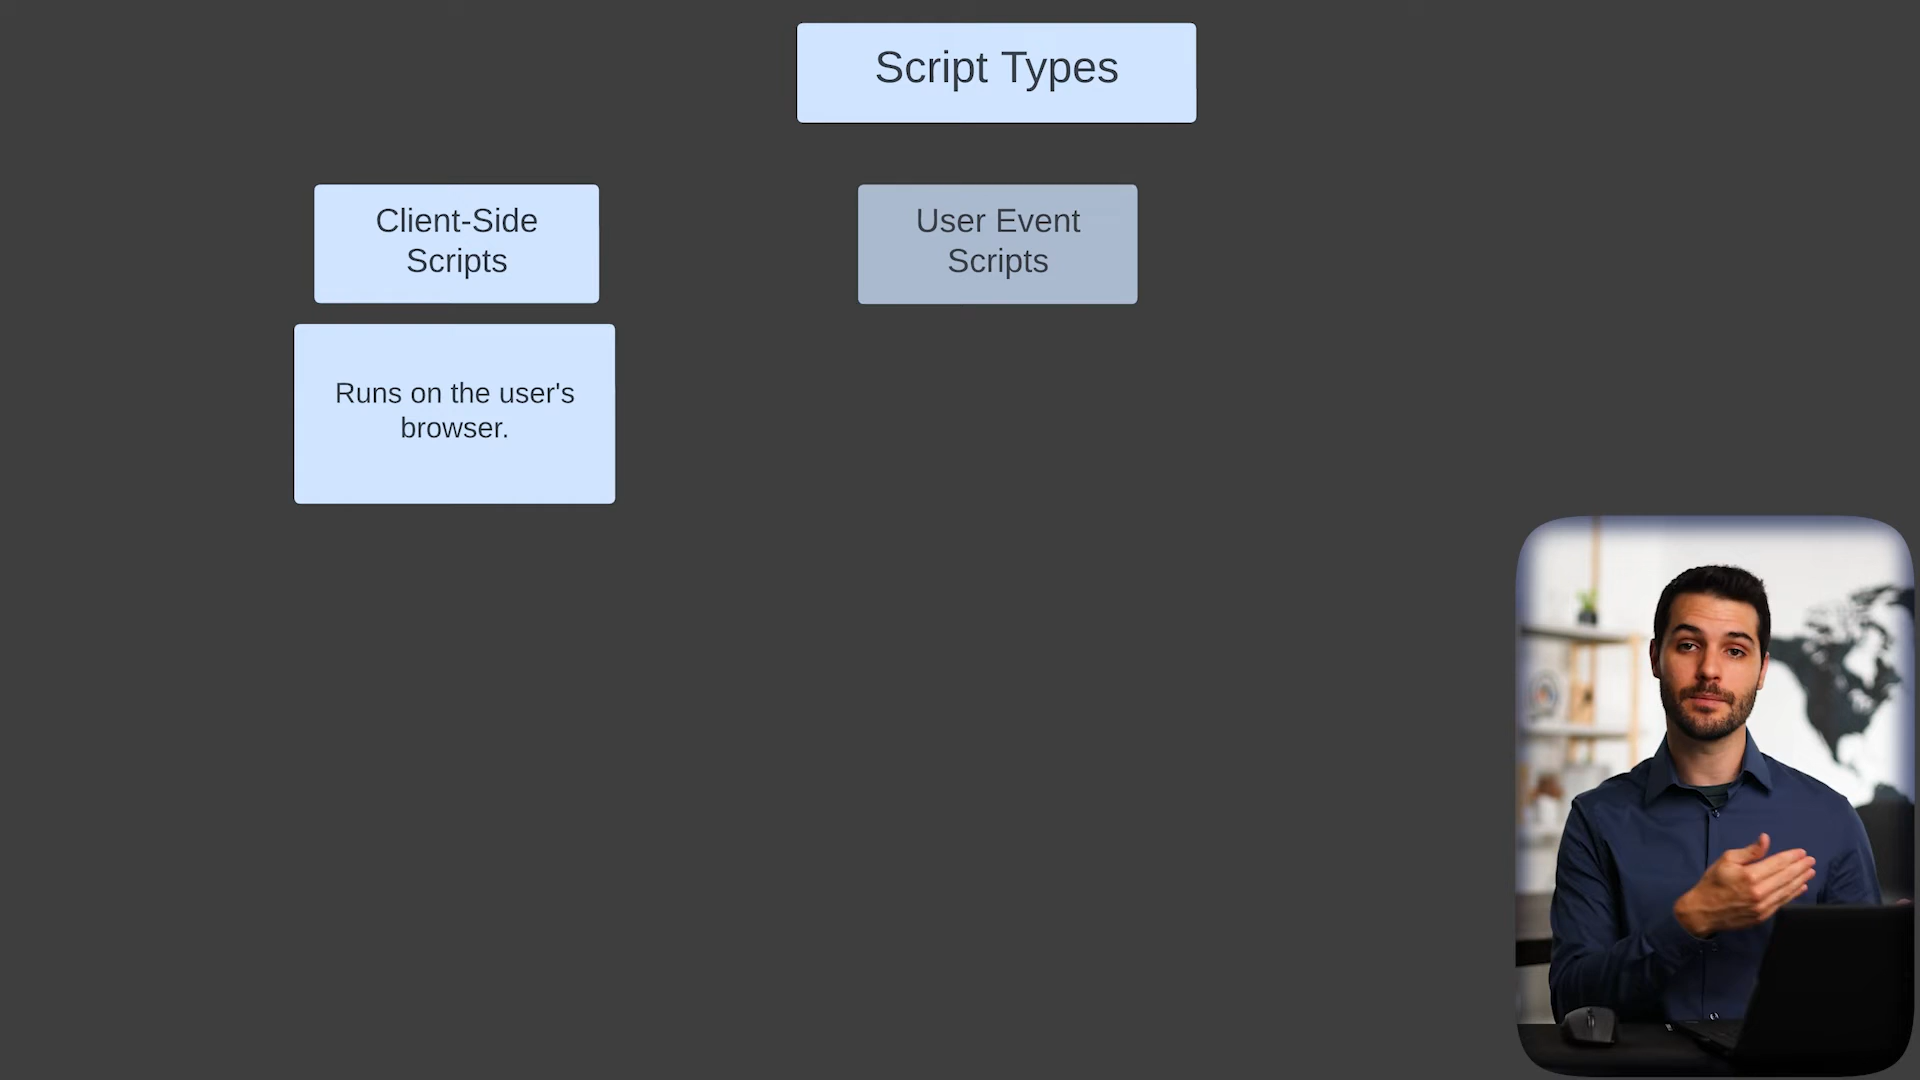 Script Types
Client-Side
Scripts
User Event
Scripts
Runs on the user's
browser.